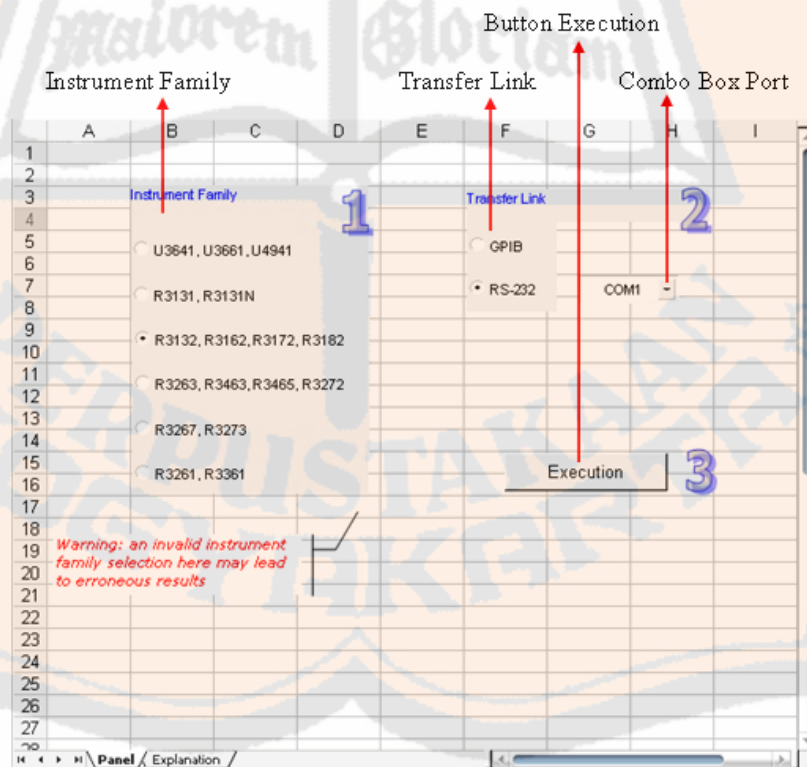 Maiorem Gloriam
Button Execution
Instrument Family Transfer Link Combo Box Port
A B C D E F G H I
1
2
3 Instrument Family 1 Transfer Link 2
4
5 U3641, U3661, U4941 GPIB
6
7 R3131, R3131N RS-232 COM1
8
9 R3132, R3162, R3172, R3182
10
11 R3263, R3463, R3465, R3272
12
13 R3267, R3273
14
15 R3261, R3361 Execution 3
16
17
18
19 Warning: an invalid instrument
family selection here may lead
20 to erroneous results
21
22
23
24
25
26
27
28
Panel Explanation
PERPUSTAKAAN